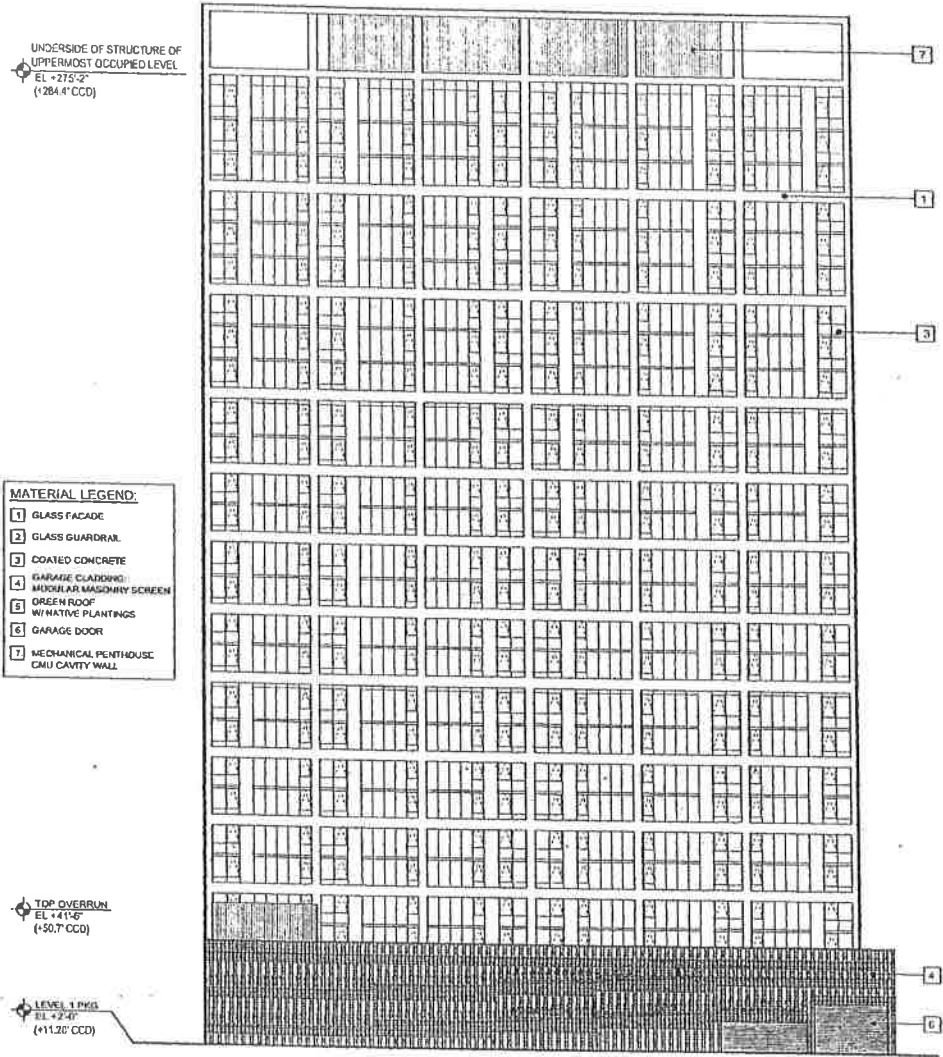 UNDERSIDE OF STRUCTURE OF
UPPERMOST OCCUPIED LEVEL
EL +275'-2"
(+284.4' CCD)
7
1
3
MATERIAL LEGEND:
1 GLASS FACADE
2 GLASS GUARDRAIL
3 COATED CONCRETE
4 GARAGE CLADDING:
MODULAR MASONRY SCREEN
5 GREEN ROOF
W/NATIVE PLANTINGS
6 GARAGE DOOR
7 MECHANICAL PENTHOUSE
CMU CAVITY WALL
TOP OVERRUN
EL +41'-6"
(+50.7' CCD)
4
LEVEL 1 PKG
EL +2'-0"
(+11.20' CCD)
6